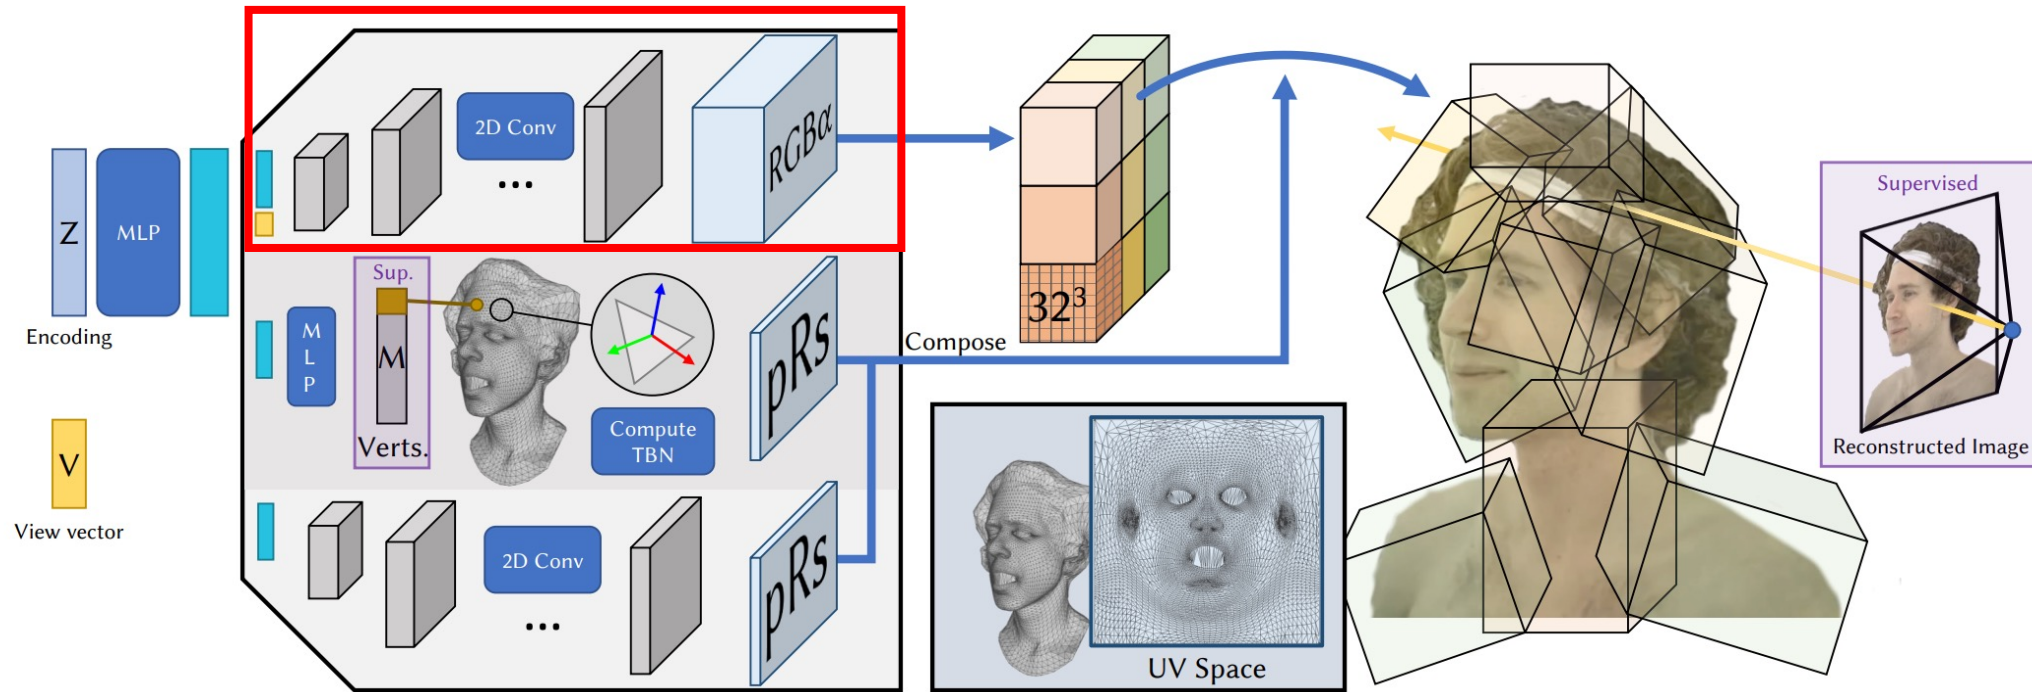 Z
MLP
Encoding
V
View vector
2D Conv
...
RGBα
Sup.
M
L
P
M
Verts.
Compute
TBN
pRs
2D Conv
...
pRs
Compose
32³
UV Space
Supervised
Reconstructed Image